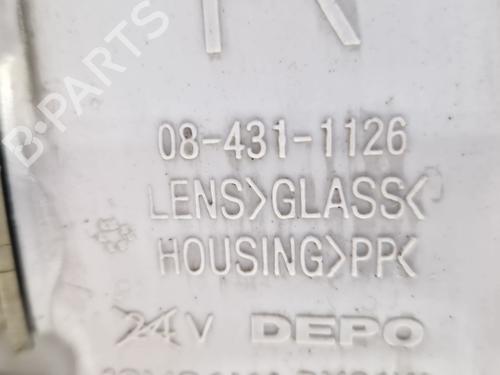 R
08-431-1126
LENS>GLASS<
HOUSING>PP<
24V DEPO
B-PARTS